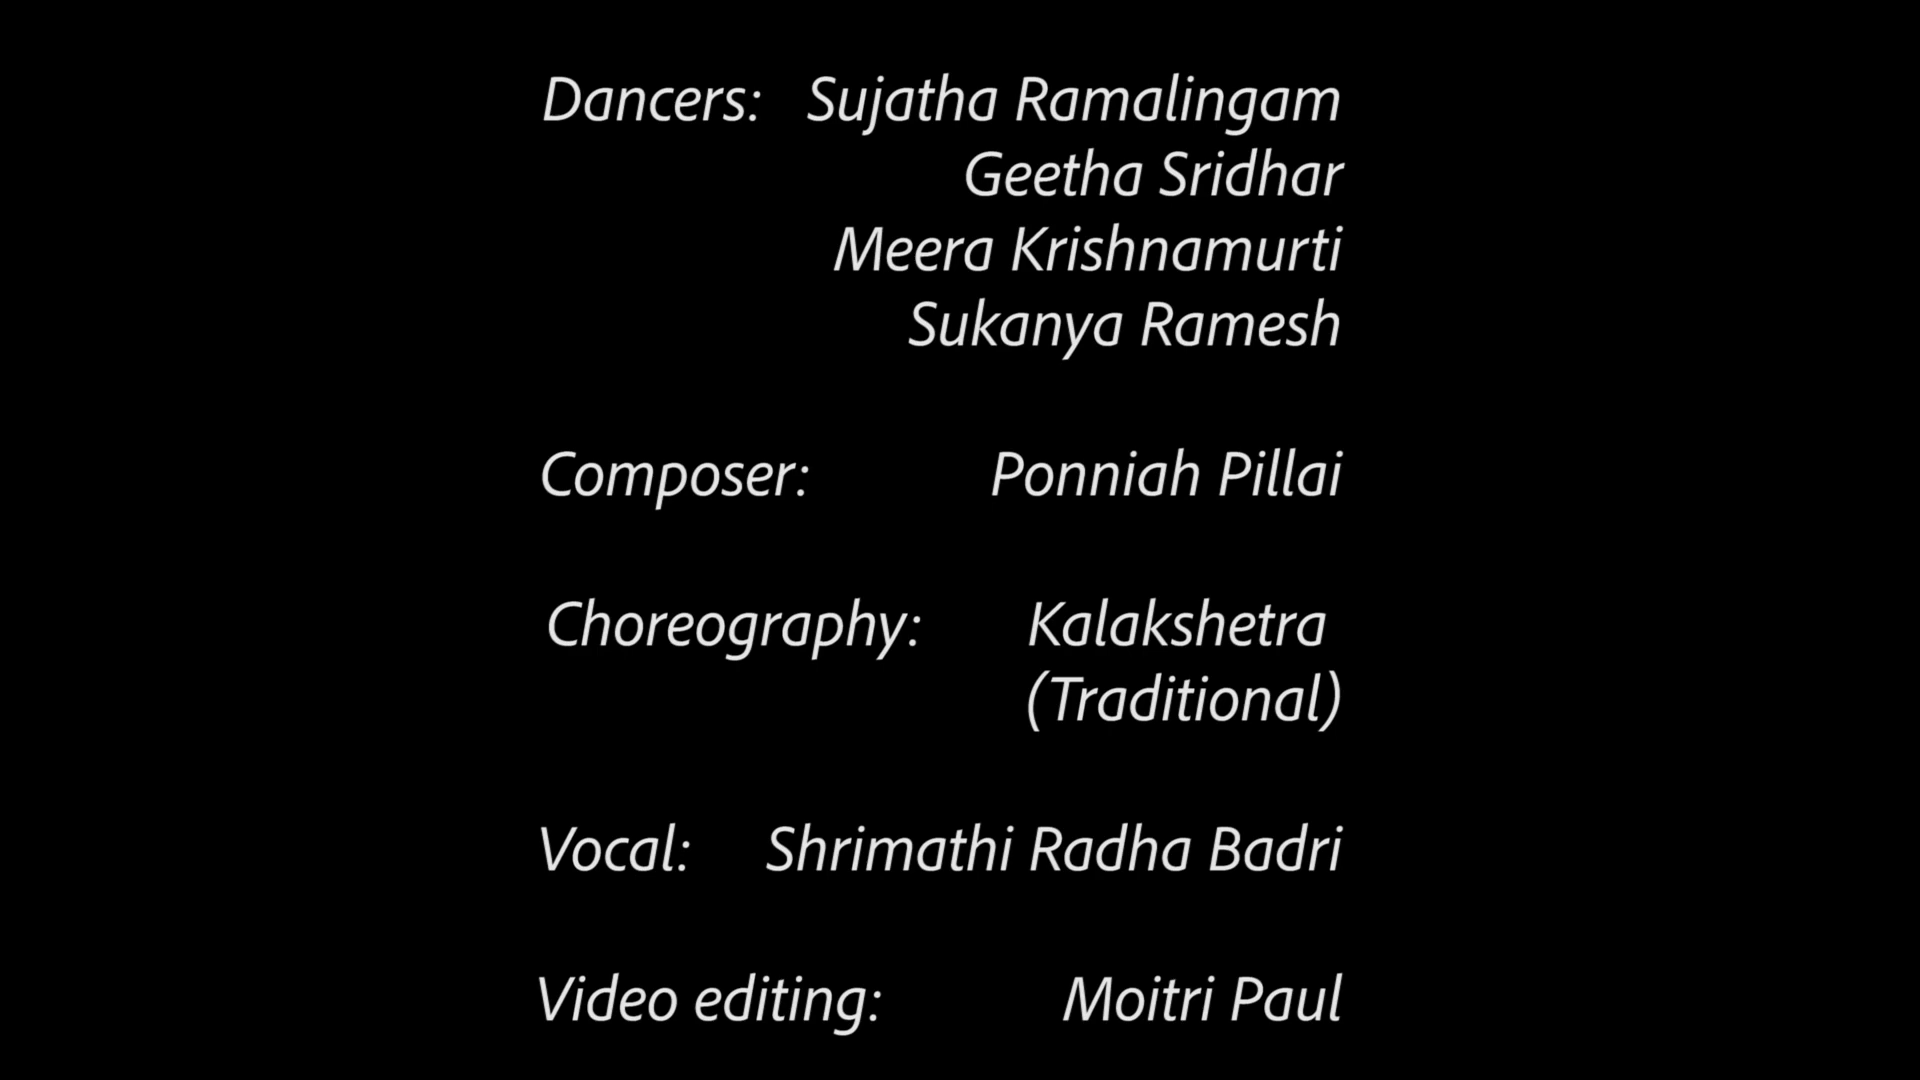 Dancers: Sujatha Ramalingam
Geetha Sridhar
Meera Krishnamurti
Sukanya Ramesh
Composer: Ponniah Pillai
Choreography: Kalakshetra
(Traditional)
Vocal: Shrimathi Radha Badri
Video editing: Moitri Paul